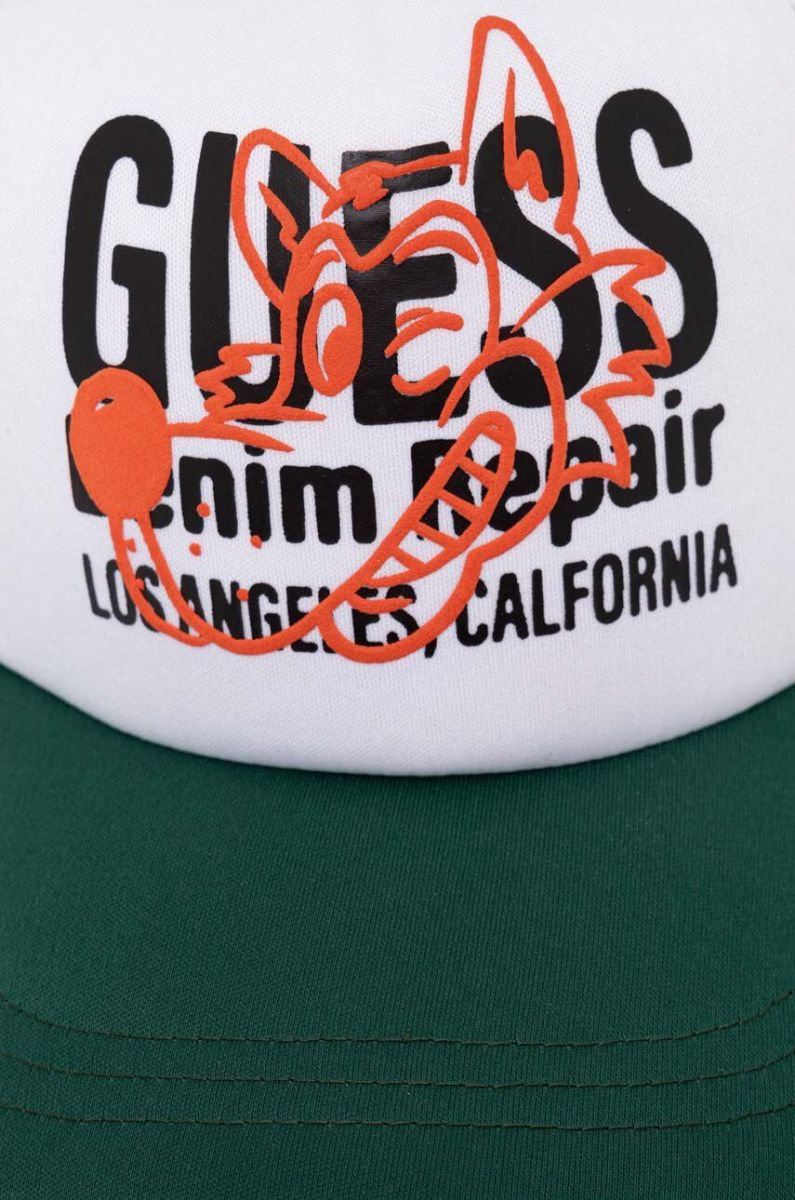 GUESS
Denim Repair
LOS ANGELES, CALFORNIA